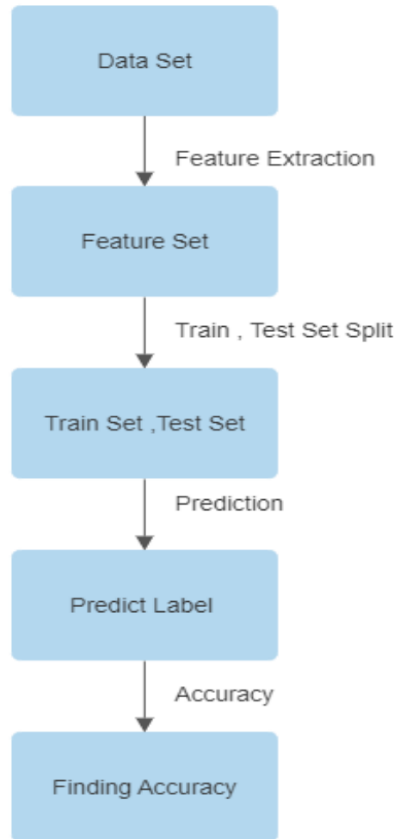 Data Set
Feature Extraction
Feature Set
Train , Test Set Split
Train Set ,Test Set
Prediction
Predict Label
Accuracy
Finding Accuracy